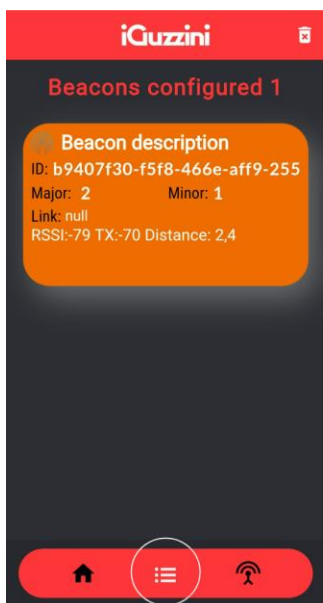 iGuzzini
Beacons configured 1
Beacon description
ID: b9407f30-f5f8-466e-aff9-255
Major: 2 Minor: 1
Link: null
RSSI:-79 TX:-70 Distance: 2,4